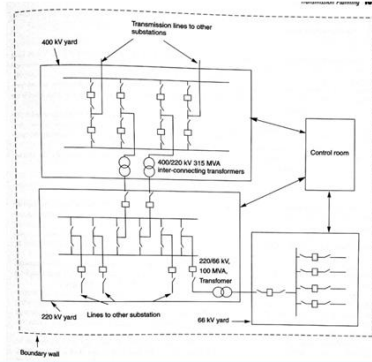 Transmission lines to other
substations
400 kV yard
400/220 kV 315 MVA
inter-connecting transformers
Control room
220/66 kV,
100 MVA,
Transfomer
220 kV yard
Lines to other substation
66 kV yard
Boundary wall